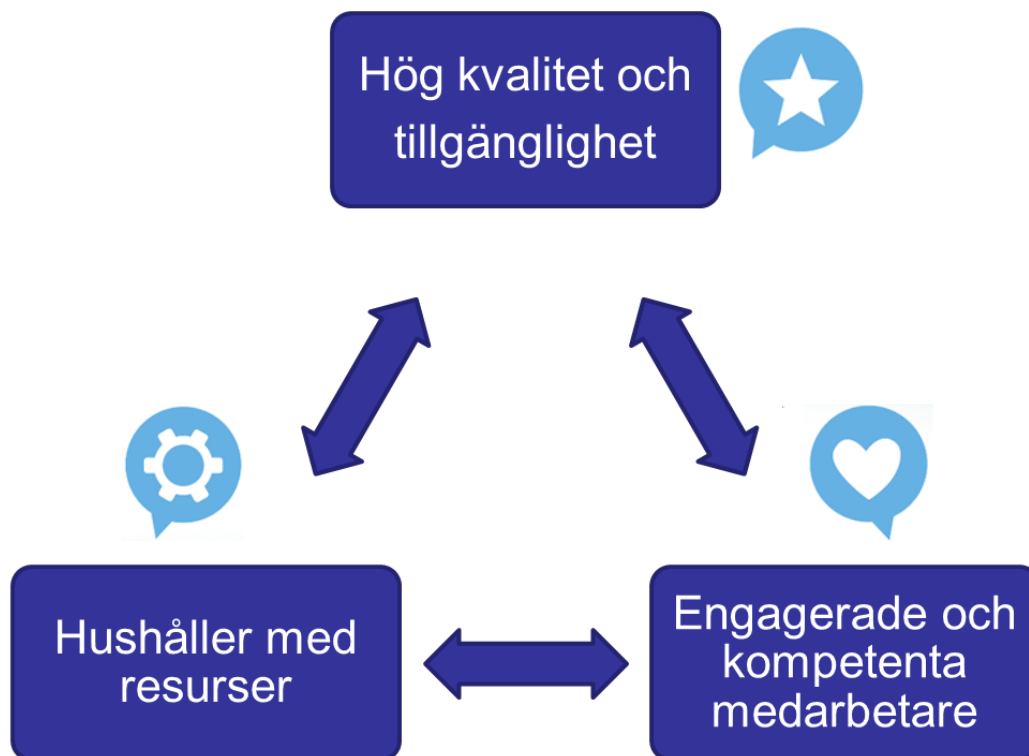 Hög kvalitet och
tillgänglighet
Hushåller med
resurser
Engagerade och
kompetenta
medarbetare